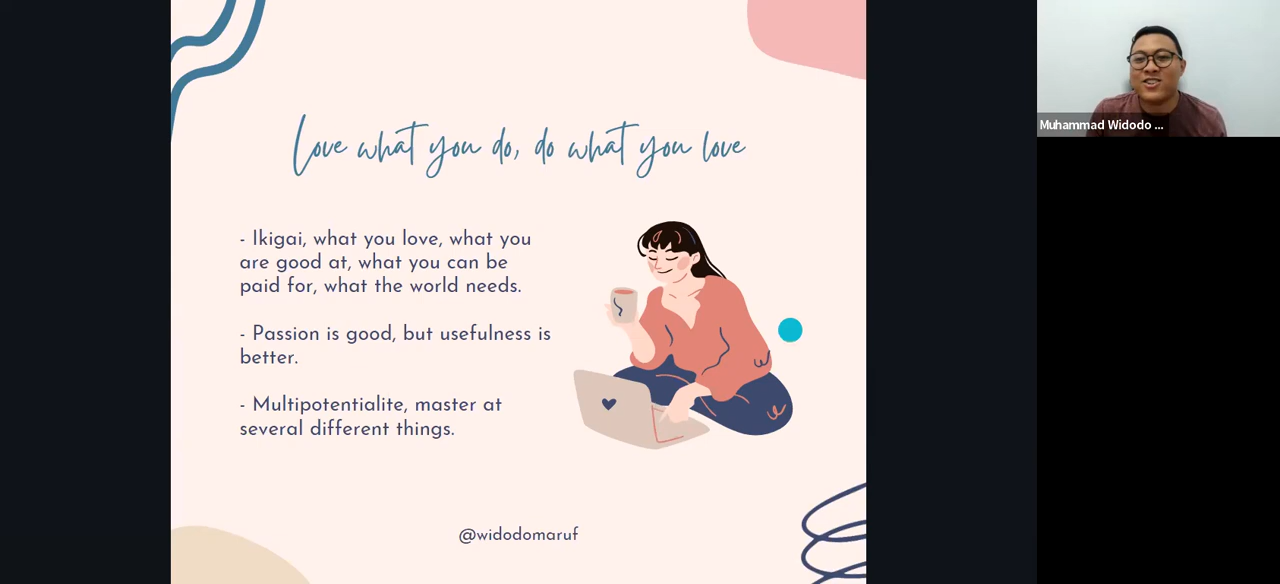 Love what you do, do what you love
- Ikigai, what you love, what you
are good at, what you can be
paid for, what the world needs.
- Passion is good, but usefulness is
better.
- Multipotentialite, master at
several different things.
@widodomaruf
Muhammad Widodo ...